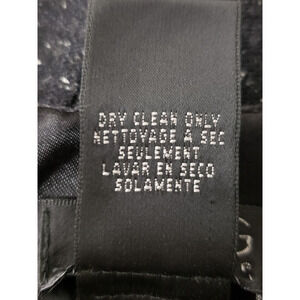 DRY CLEAN ONLY
NETTOYAGE A SEC
SEULEMENT
LAVAR EN SECO
SOLAMENTE